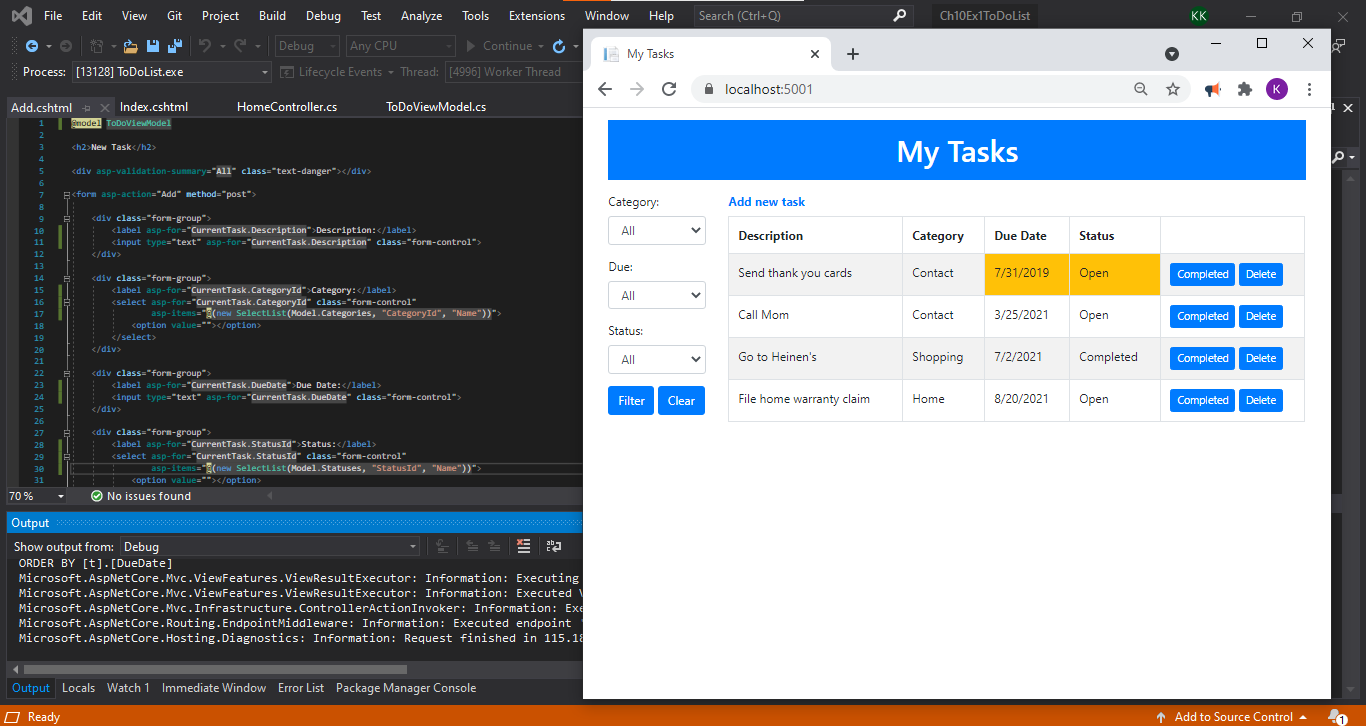 File Edit View Git Project Build Debug Test Analyze Tools Extensions Window Help Search (Ctrl+Q) Ch10Ex1ToDoList KK
Debug Any CPU Continue
Process: [13128] ToDoList.exe Lifecycle Events Thread: [4996] Worker Thread
Add.cshtml Index.cshtml HomeController.cs ToDoViewModel.cs
1 @model ToDoViewModel
2
3 <h2>New Task</h2>
4
5 <div asp-validation-summary="All" class="text-danger"></div>
6
7 <form asp-action="Add" method="post">
8
9 <div class="form-group">
10 <label asp-for="CurrentTask.Description">Description:</label>
11 <input type="text" asp-for="CurrentTask.Description" class="form-control">
12 </div>
13
14 <div class="form-group">
15 <label asp-for="CurrentTask.CategoryId">Category:</label>
16 <select asp-for="CurrentTask.CategoryId" class="form-control"
17 asp-items="@(new SelectList(Model.Categories, "CategoryId", "Name"))">
18 <option value=""></option>
19 </select>
20 </div>
21
22 <div class="form-group">
23 <label asp-for="CurrentTask.DueDate">Due Date:</label>
24 <input type="text" asp-for="CurrentTask.DueDate" class="form-control">
25 </div>
26
27 <div class="form-group">
28 <label asp-for="CurrentTask.StatusId">Status:</label>
29 <select asp-for="CurrentTask.StatusId" class="form-control"
30 asp-items="@(new SelectList(Model.Statuses, "StatusId", "Name"))">
31 <option value=""></option>
70 % No issues found
Output
Show output from: Debug
ORDER BY [t].[DueDate]
Microsoft.AspNetCore.Mvc.ViewFeatures.ViewResultExecutor: Information: Executing
Microsoft.AspNetCore.Mvc.ViewFeatures.ViewResultExecutor: Information: Executed V
Microsoft.AspNetCore.Mvc.Infrastructure.ControllerActionInvoker: Information: Exe
Microsoft.AspNetCore.Routing.EndpointMiddleware: Information: Executed endpoint '
Microsoft.AspNetCore.Hosting.Diagnostics: Information: Request finished in 115.18
Output Locals Watch 1 Immediate Window Error List Package Manager Console
Ready Add to Source Control 1
My Tasks
localhost:5001 K
My Tasks
Category:
All
Due:
All
Status:
All
Filter Clear
Add new task
Description Category Due Date Status
Send thank you cards Contact 7/31/2019 Open Completed Delete
Call Mom Contact 3/25/2021 Open Completed Delete
Go to Heinen's Shopping 7/2/2021 Completed Completed Delete
File home warranty claim Home 8/20/2021 Open Completed Delete